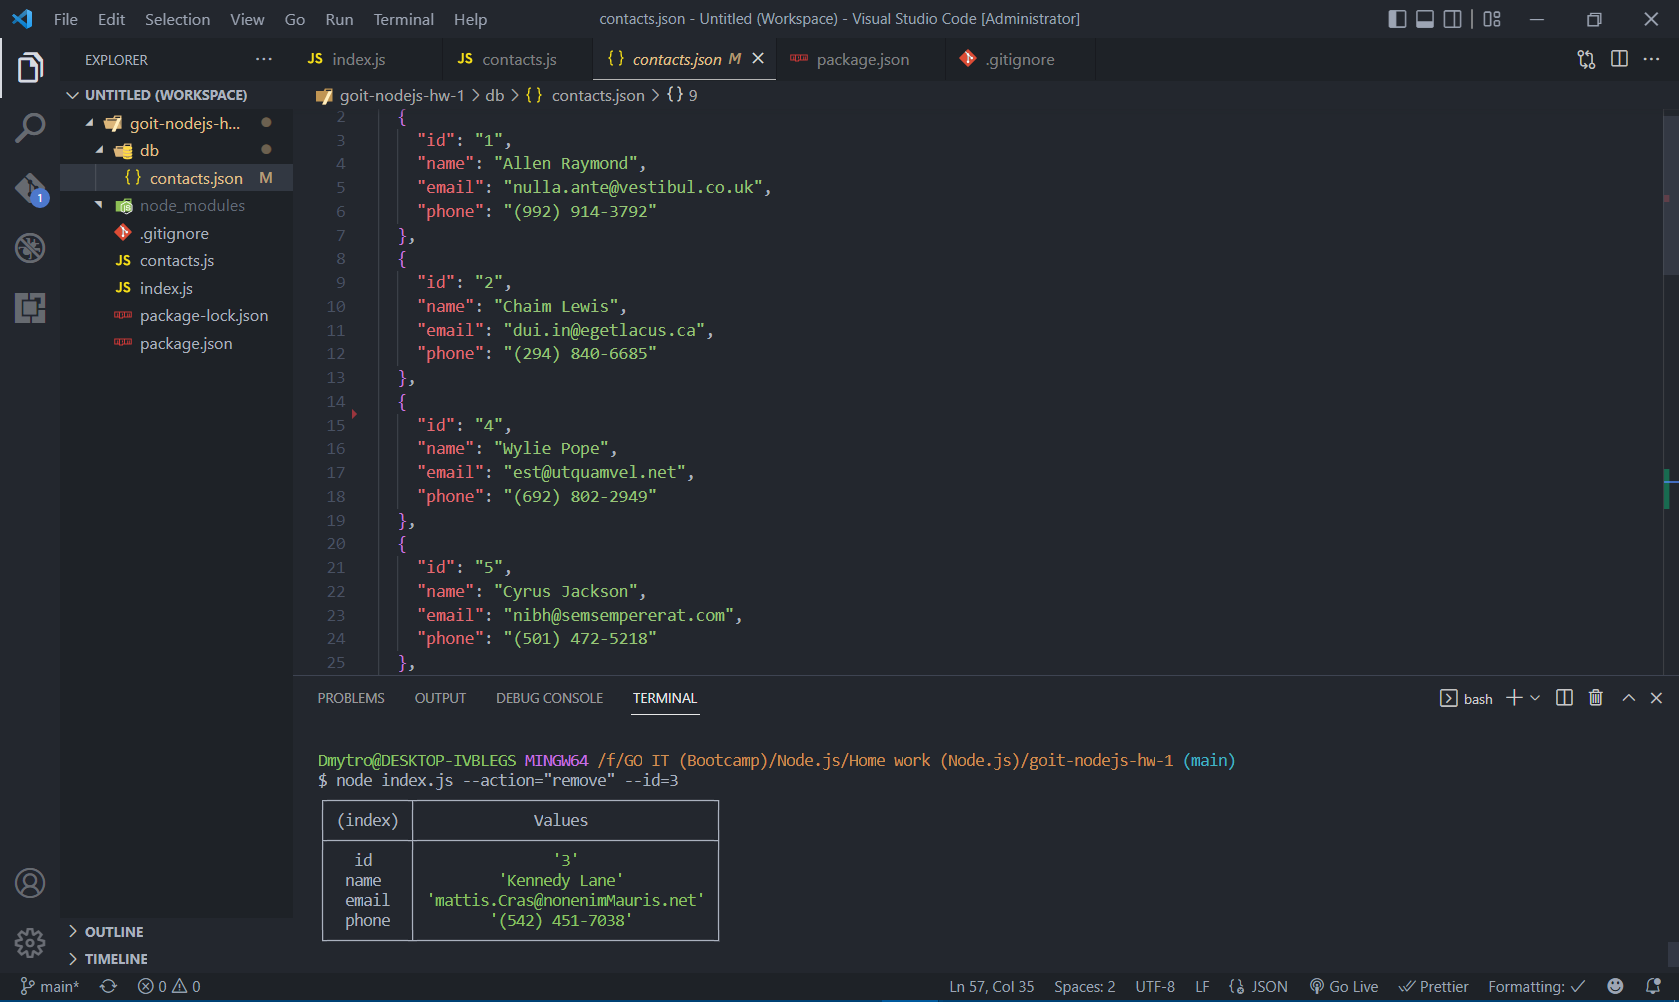 File Edit Selection View Go Run Terminal Help
contacts.json - Untitled (Workspace) - Visual Studio Code [Administrator]
EXPLORER ···
JS index.js
JS contacts.js
{ } contacts.json M
package.json
.gitignore
UNTITLED (WORKSPACE)
goit-nodejs-h...
db
{ } contacts.json M
node_modules
.gitignore
JS contacts.js
JS index.js
package-lock.json
package.json
OUTLINE
TIMELINE
1
goit-nodejs-hw-1 > db > { } contacts.json > { } 9
2 {
3 "id": "1",
4 "name": "Allen Raymond",
5 "email": "nulla.ante@vestibul.co.uk",
6 "phone": "(992) 914-3792"
7 },
8 {
9 "id": "2",
10 "name": "Chaim Lewis",
11 "email": "dui.in@egetlacus.ca",
12 "phone": "(294) 840-6685"
13 },
14 {
15 "id": "4",
16 "name": "Wylie Pope",
17 "email": "est@utquamvel.net",
18 "phone": "(692) 802-2949"
19 },
20 {
21 "id": "5",
22 "name": "Cyrus Jackson",
23 "email": "nibh@semsempererat.com",
24 "phone": "(501) 472-5218"
25 },
PROBLEMS OUTPUT DEBUG CONSOLE TERMINAL
bash
Dmytro@DESKTOP-IVBLEGS MINGW64 /f/GO IT (Bootcamp)/Node.js/Home work (Node.js)/goit-nodejs-hw-1 (main)
$ node index.js --action="remove" --id=3
(index) Values
id '3'
name 'Kennedy Lane'
email 'mattis.Cras@nonenimMauris.net'
phone '(542) 451-7038'
main* 0 0 Ln 57, Col 35 Spaces: 2 UTF-8 LF JSON Go Live Prettier Formatting: